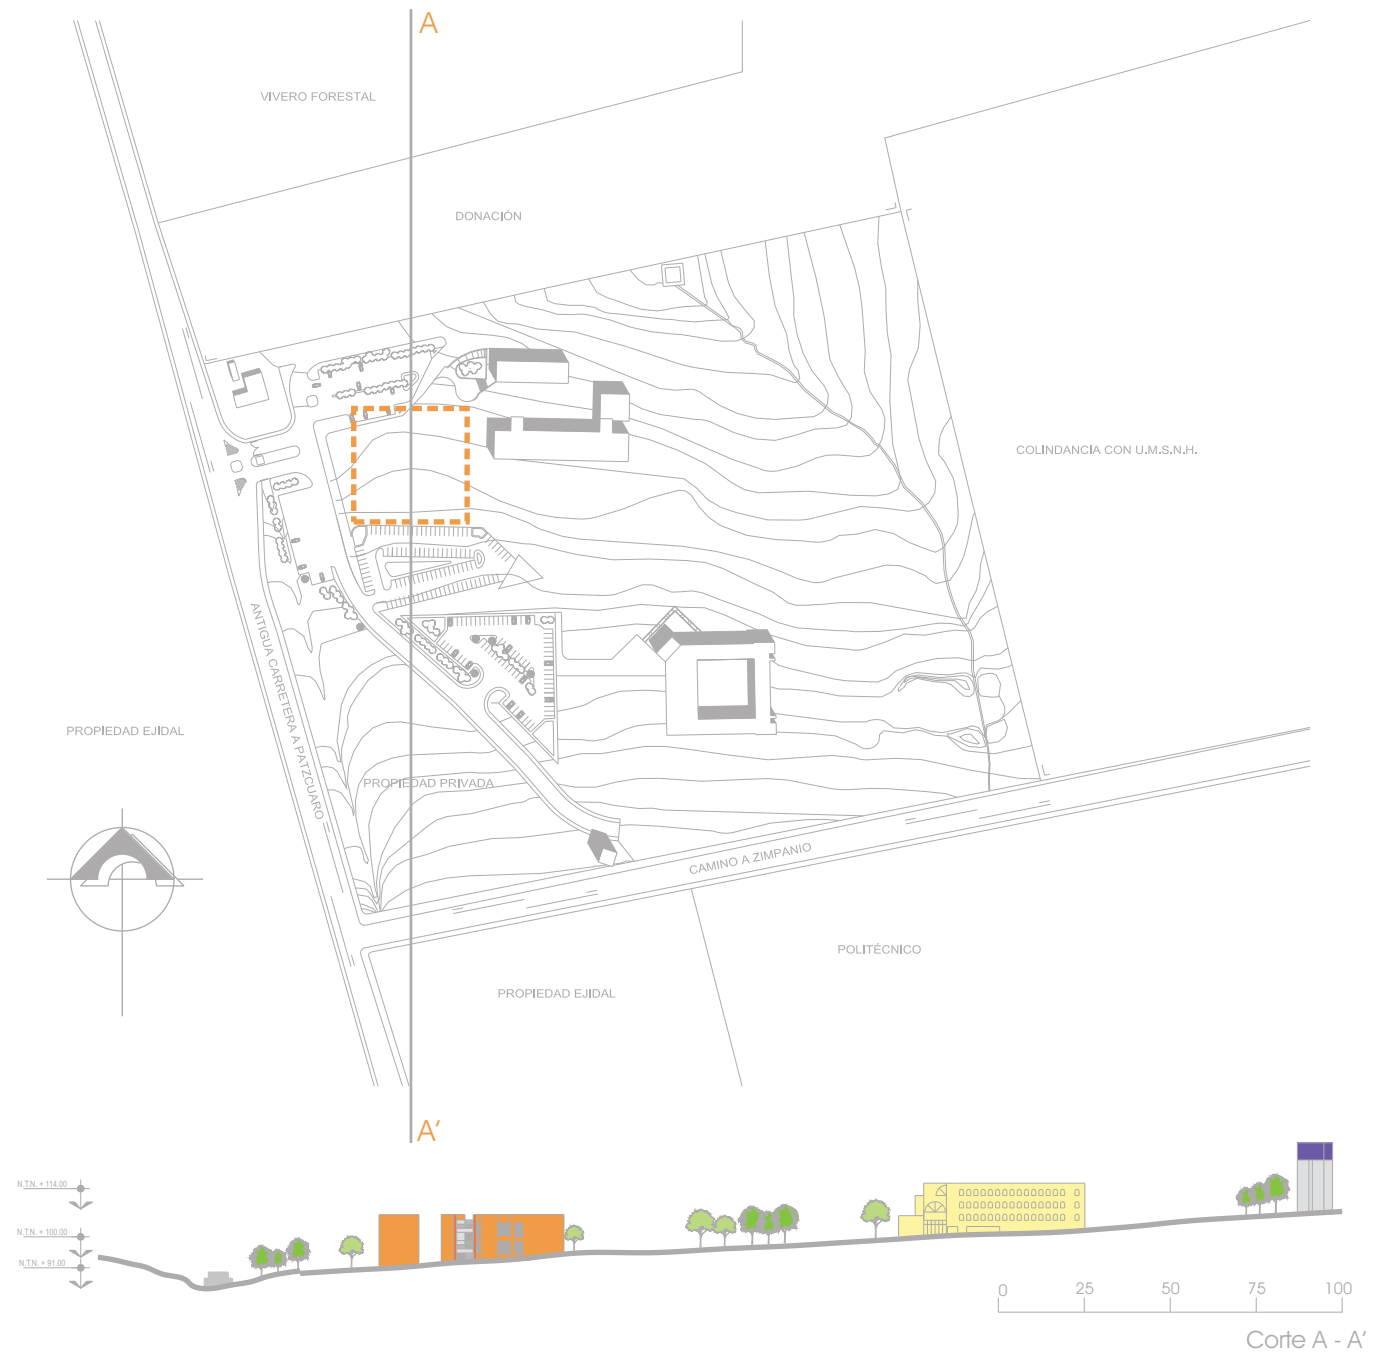 A
VIVERO FORESTAL
DONACIÓN
COLINDANCIA CON U.M.S.N.H.
ANTIGUA CARRETERA A PATZCUARO
PROPIEDAD EJIDAL
PROPIEDAD PRIVADA
CAMINO A ZIMPANIO
POLITÉCNICO
PROPIEDAD EJIDAL
A'
N.T.N. + 114.00
N.T.N. + 100.00
N.T.N. + 91.00
0 25 50 75 100
Corte A - A'